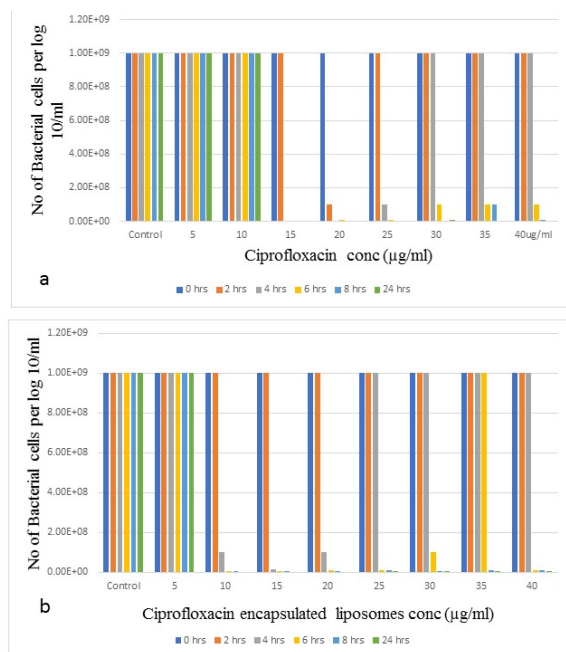 1.20E+09
1.00E+09
8.00E+08
6.00E+08
4.00E+08
2.00E+08
0.00E+00
No of Bacterial cells per log
10/ml
Control 5 10 15 20 25 30 35 40ug/ml
Ciprofloxacin conc (µg/ml)
a
0 hrs 2 hrs 4 hrs 6 hrs 8 hrs 24 hrs
1.20E+09
1.00E+09
8.00E+08
6.00E+08
4.00E+08
2.00E+08
0.00E+00
No of Bacterial cells per log 10/ml
Control 5 10 15 20 25 30 35 40
b
Ciprofloxacin encapsulated liposomes conc (µg/ml)
0 hrs 2 hrs 4 hrs 6 hrs 8 hrs 24 hrs